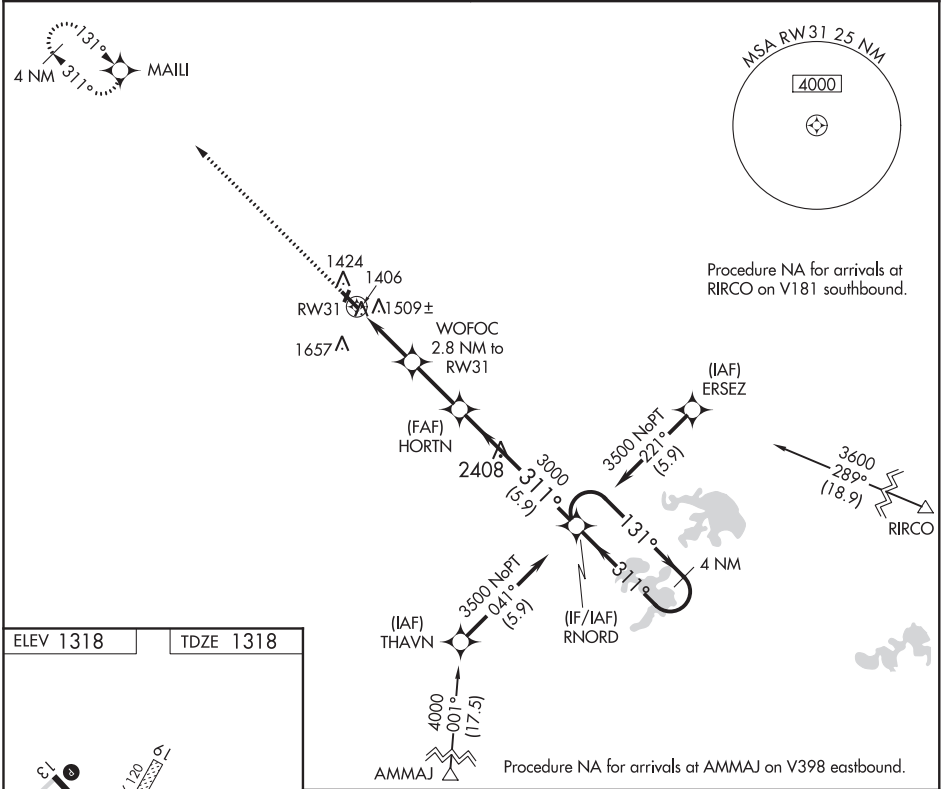 131°
4 NM
311°
MAILI
MSA RW31 25 NM
4000
Procedure NA for arrivals at
RIRCO on V181 southbound.
1424
1406
RW31
1509±
1657
WOFOC
2.8 NM to
RW31
(FAF)
HORTN
2408
3000
311°
(5.9)
(IAF)
ERSEZ
3500 NoPT
221°
(5.9)
3600
289°
(18.9)
RIRCO
131°
311°
4 NM
(IF/IAF)
RNORD
3500 NoPT
041°
(5.9)
(IAF)
THAVN
4000
001°
(17.5)
AMMAJ
Procedure NA for arrivals at AMMAJ on V398 eastbound.
ELEV 1318
TDZE 1318
13
P
120